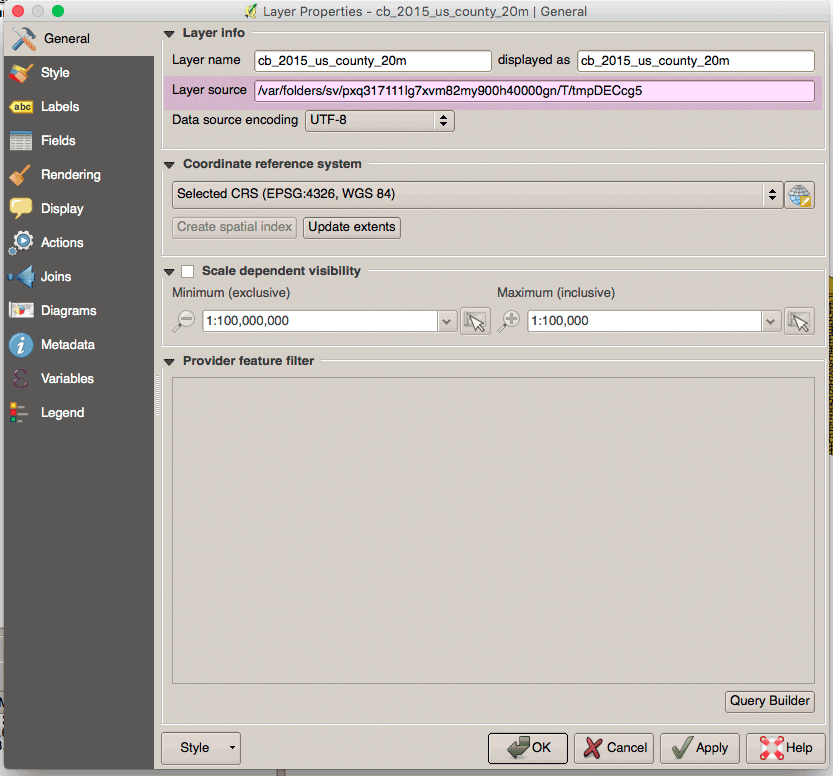 Layer Properties - cb_2015_us_county_20m | General
General
Style
abc Labels
Fields
Rendering
Display
Actions
Joins
Diagrams
Metadata
Variables
Legend
Layer info
Layer name cb_2015_us_county_20m displayed as cb_2015_us_county_20m
Layer source /var/folders/sv/pxq317111lg7xvm82my900h40000gn/T/tmpDECcg5
Data source encoding UTF-8
Coordinate reference system
Selected CRS (EPSG:4326, WGS 84)
Create spatial index Update extents
Scale dependent visibility
Minimum (exclusive) Maximum (inclusive)
1:100,000,000 1:100,000
Provider feature filter
Query Builder
Style OK Cancel Apply Help